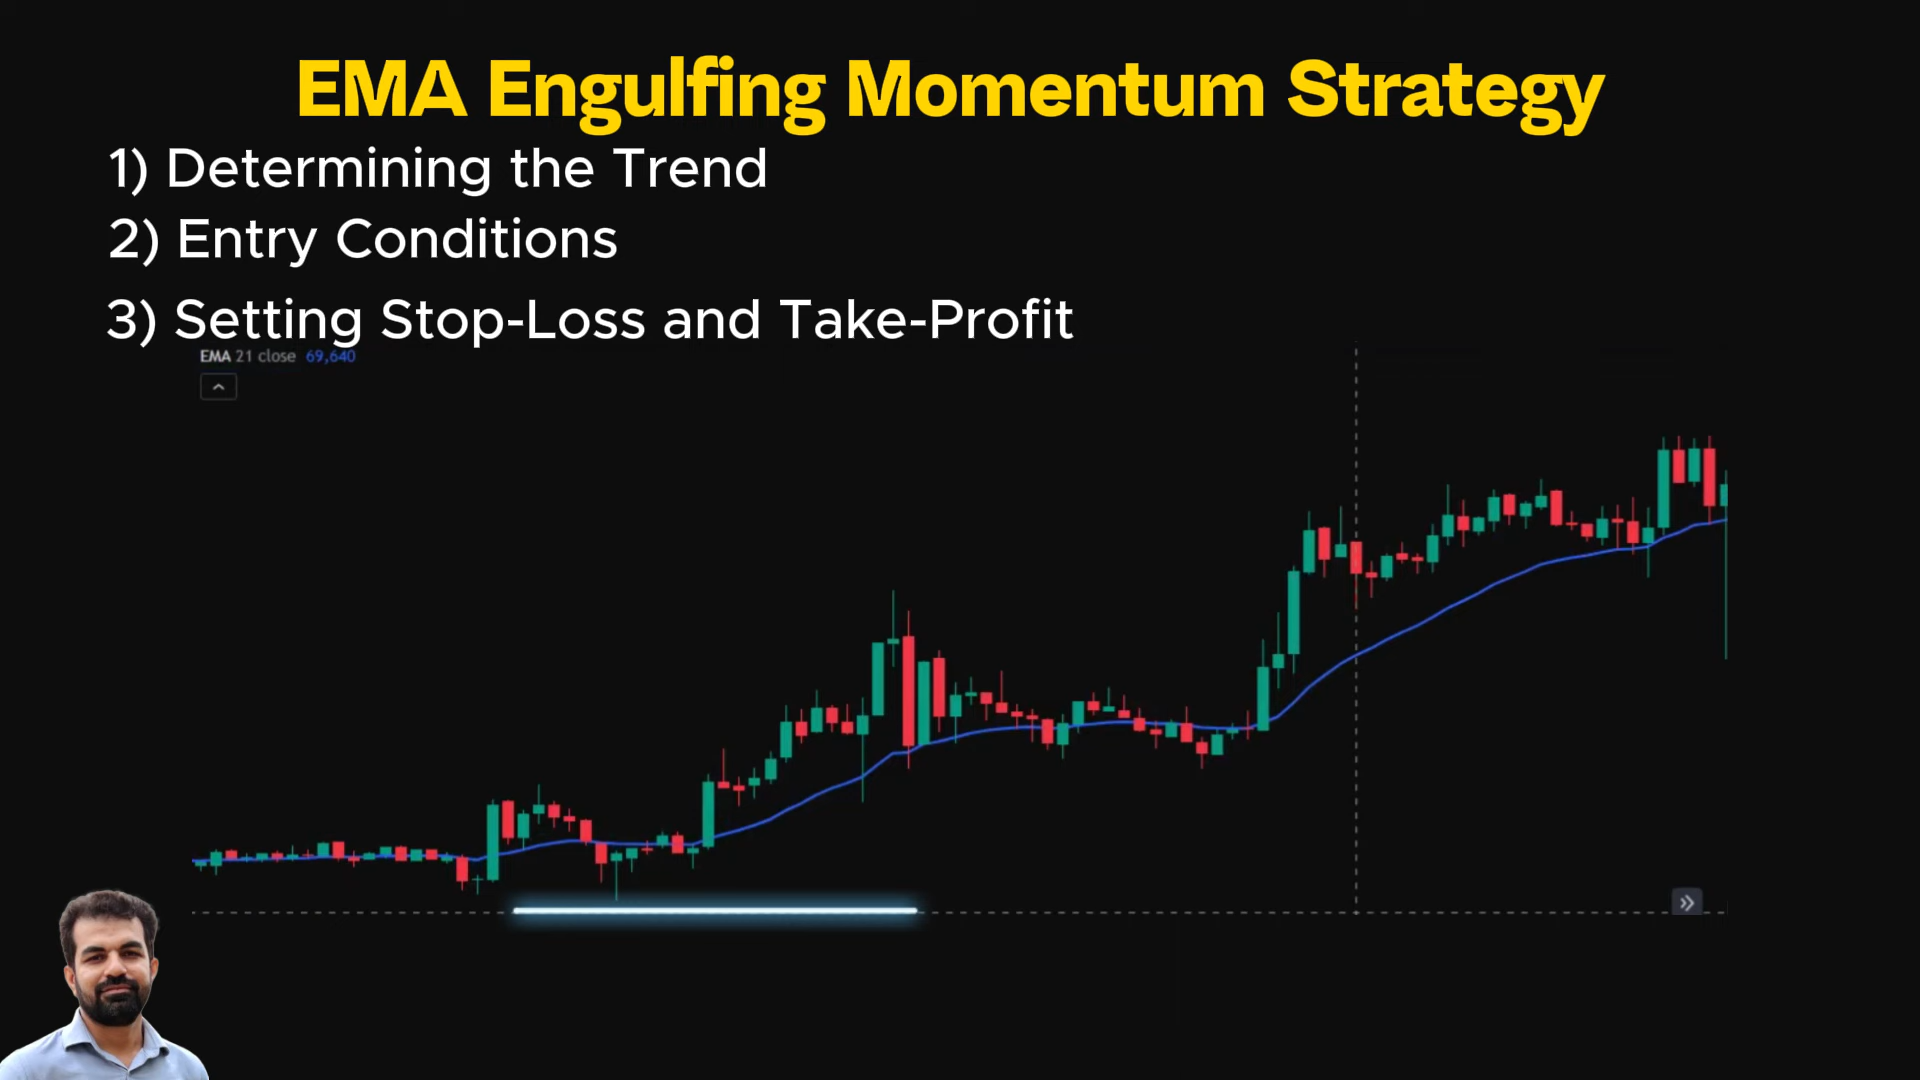 EMA Engulfing Momentum Strategy
1) Determining the Trend
2) Entry Conditions
3) Setting Stop-Loss and Take-Profit
EMA 21 close 69,640